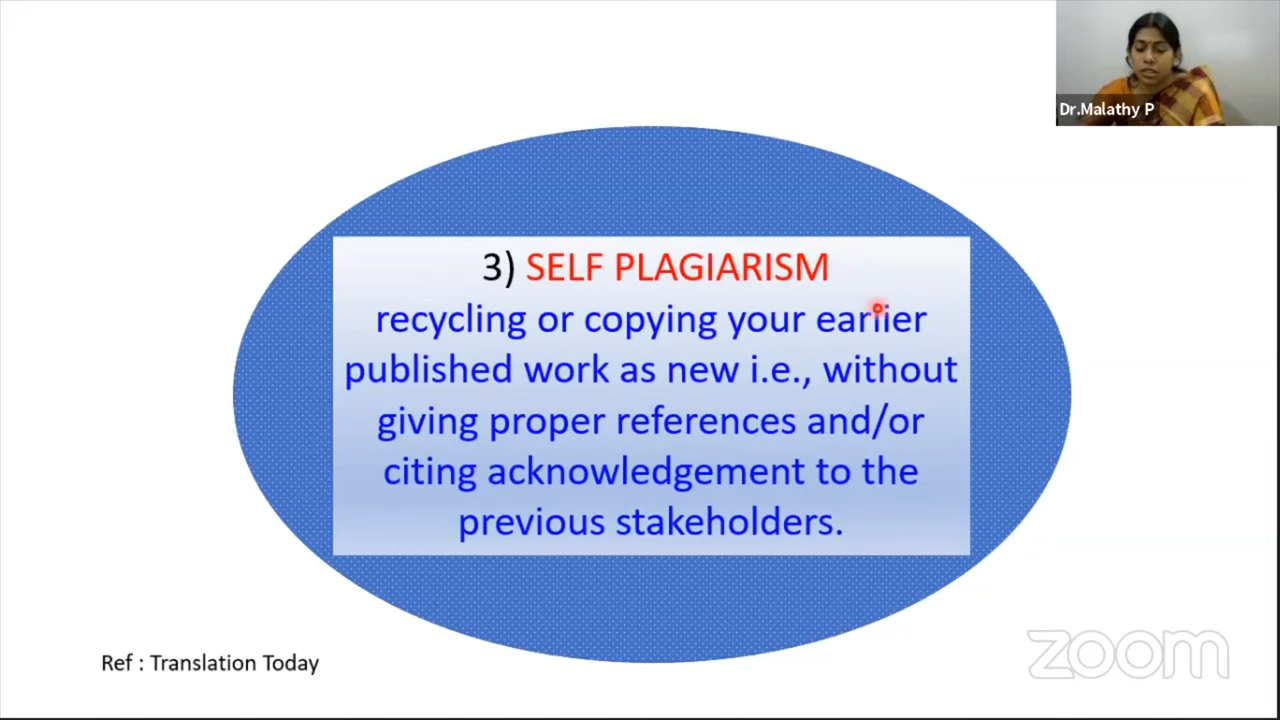 Dr.Malathy P
3) SELF PLAGIARISM
recycling or copying your earlier
published work as new i.e., without
giving proper references and/or
citing acknowledgement to the
previous stakeholders.
Ref : Translation Today
zoom